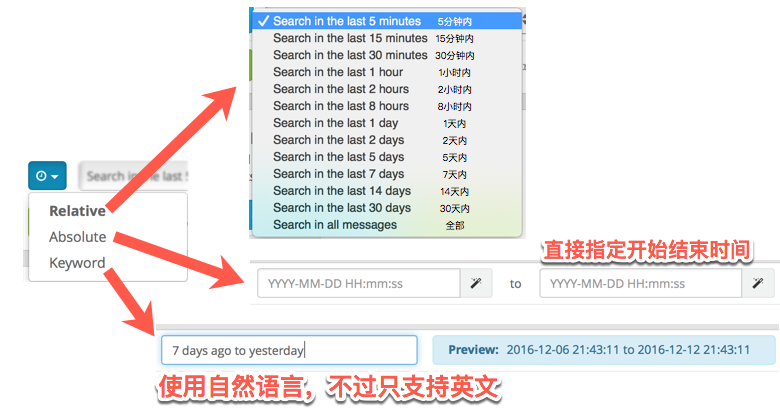 Search in the last 5 minutes 5分钟内
Search in the last 15 minutes 15分钟内
Search in the last 30 minutes 30分钟内
Search in the last 1 hour 1小时内
Search in the last 2 hours 2小时内
Search in the last 8 hours 8小时内
Search in the last 1 day 1天内
Search in the last 2 days 2天内
Search in the last 5 days 5天内
Search in the last 7 days 7天内
Search in the last 14 days 14天内
Search in the last 30 days 30天内
Search in all messages 全部
Search in the last
Relative
Absolute
Keyword
直接指定开始结束时间
YYYY-MM-DD HH:mm:ss to YYYY-MM-DD HH:mm:ss
7 days ago to yesterday Preview: 2016-12-06 21:43:11 to 2016-12-12 21:43:11
使用自然语言，不过只支持英文